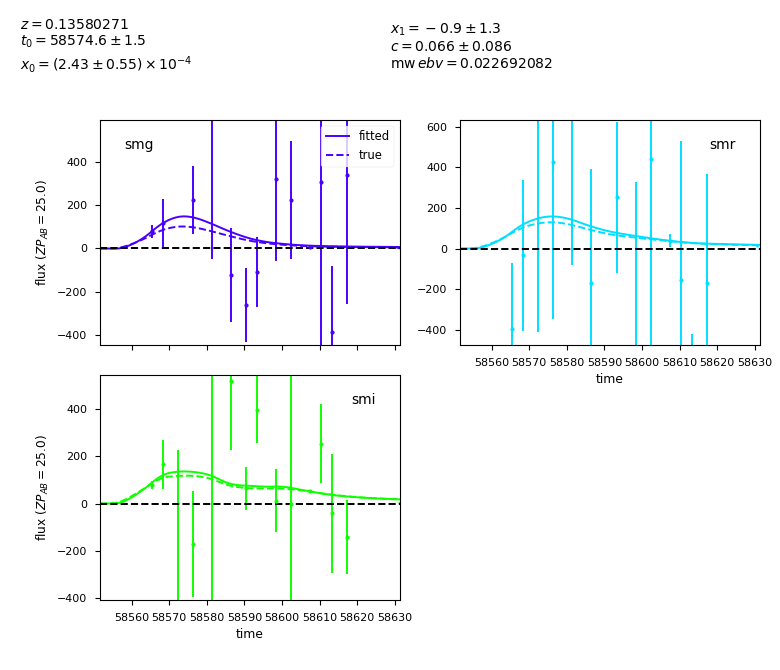 z = 0.13580271
t₀ = 58574.6 ± 1.5
x₀ = (2.43 ± 0.55) × 10⁻⁴
x₁ = −0.9 ± 1.3
c = 0.066 ± 0.086
mw ebv = 0.022692082
smg
fitted
true
400
200
0
−200
−400
flux (ZP_AB = 25.0)
smr
600
400
200
0
−200
−400
58560 58570 58580 58590 58600 58610 58620 58630
time
smi
400
200
0
−200
−400
flux (ZP_AB = 25.0)
58560 58570 58580 58590 58600 58610 58620 58630
time